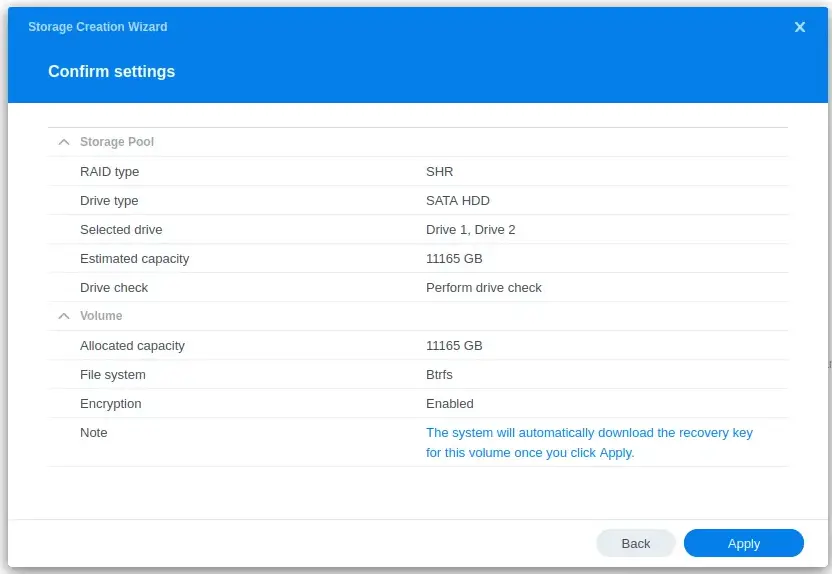 Storage Creation Wizard
Confirm settings
Storage Pool
RAID type SHR
Drive type SATA HDD
Selected drive Drive 1, Drive 2
Estimated capacity 11165 GB
Drive check Perform drive check
Volume
Allocated capacity 11165 GB
File system Btrfs
Encryption Enabled
Note The system will automatically download the recovery key
for this volume once you click Apply.
Back Apply